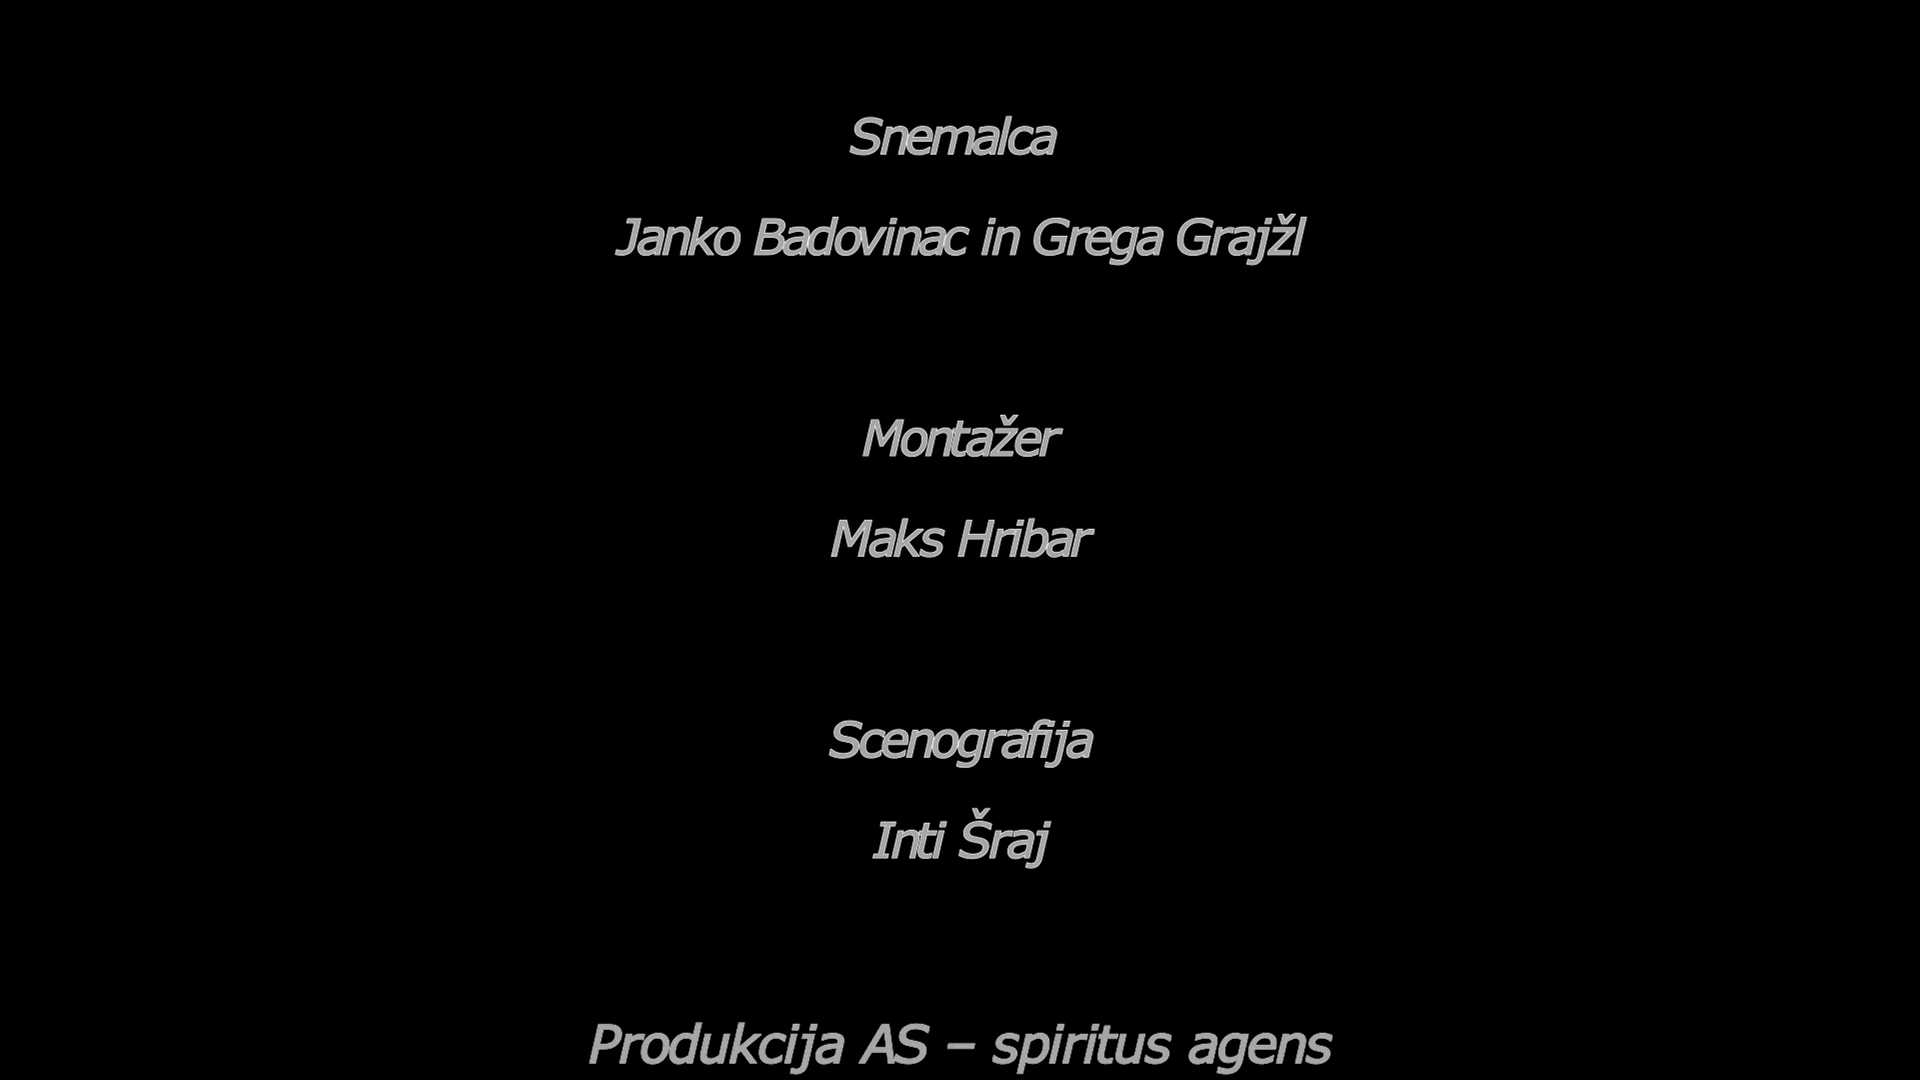 Snemalca
Janko Badovinac in Grega Grajžl
Montažer
Maks Hribar
Scenografija
Inti Šraj
Produkcija AS – spiritus agens